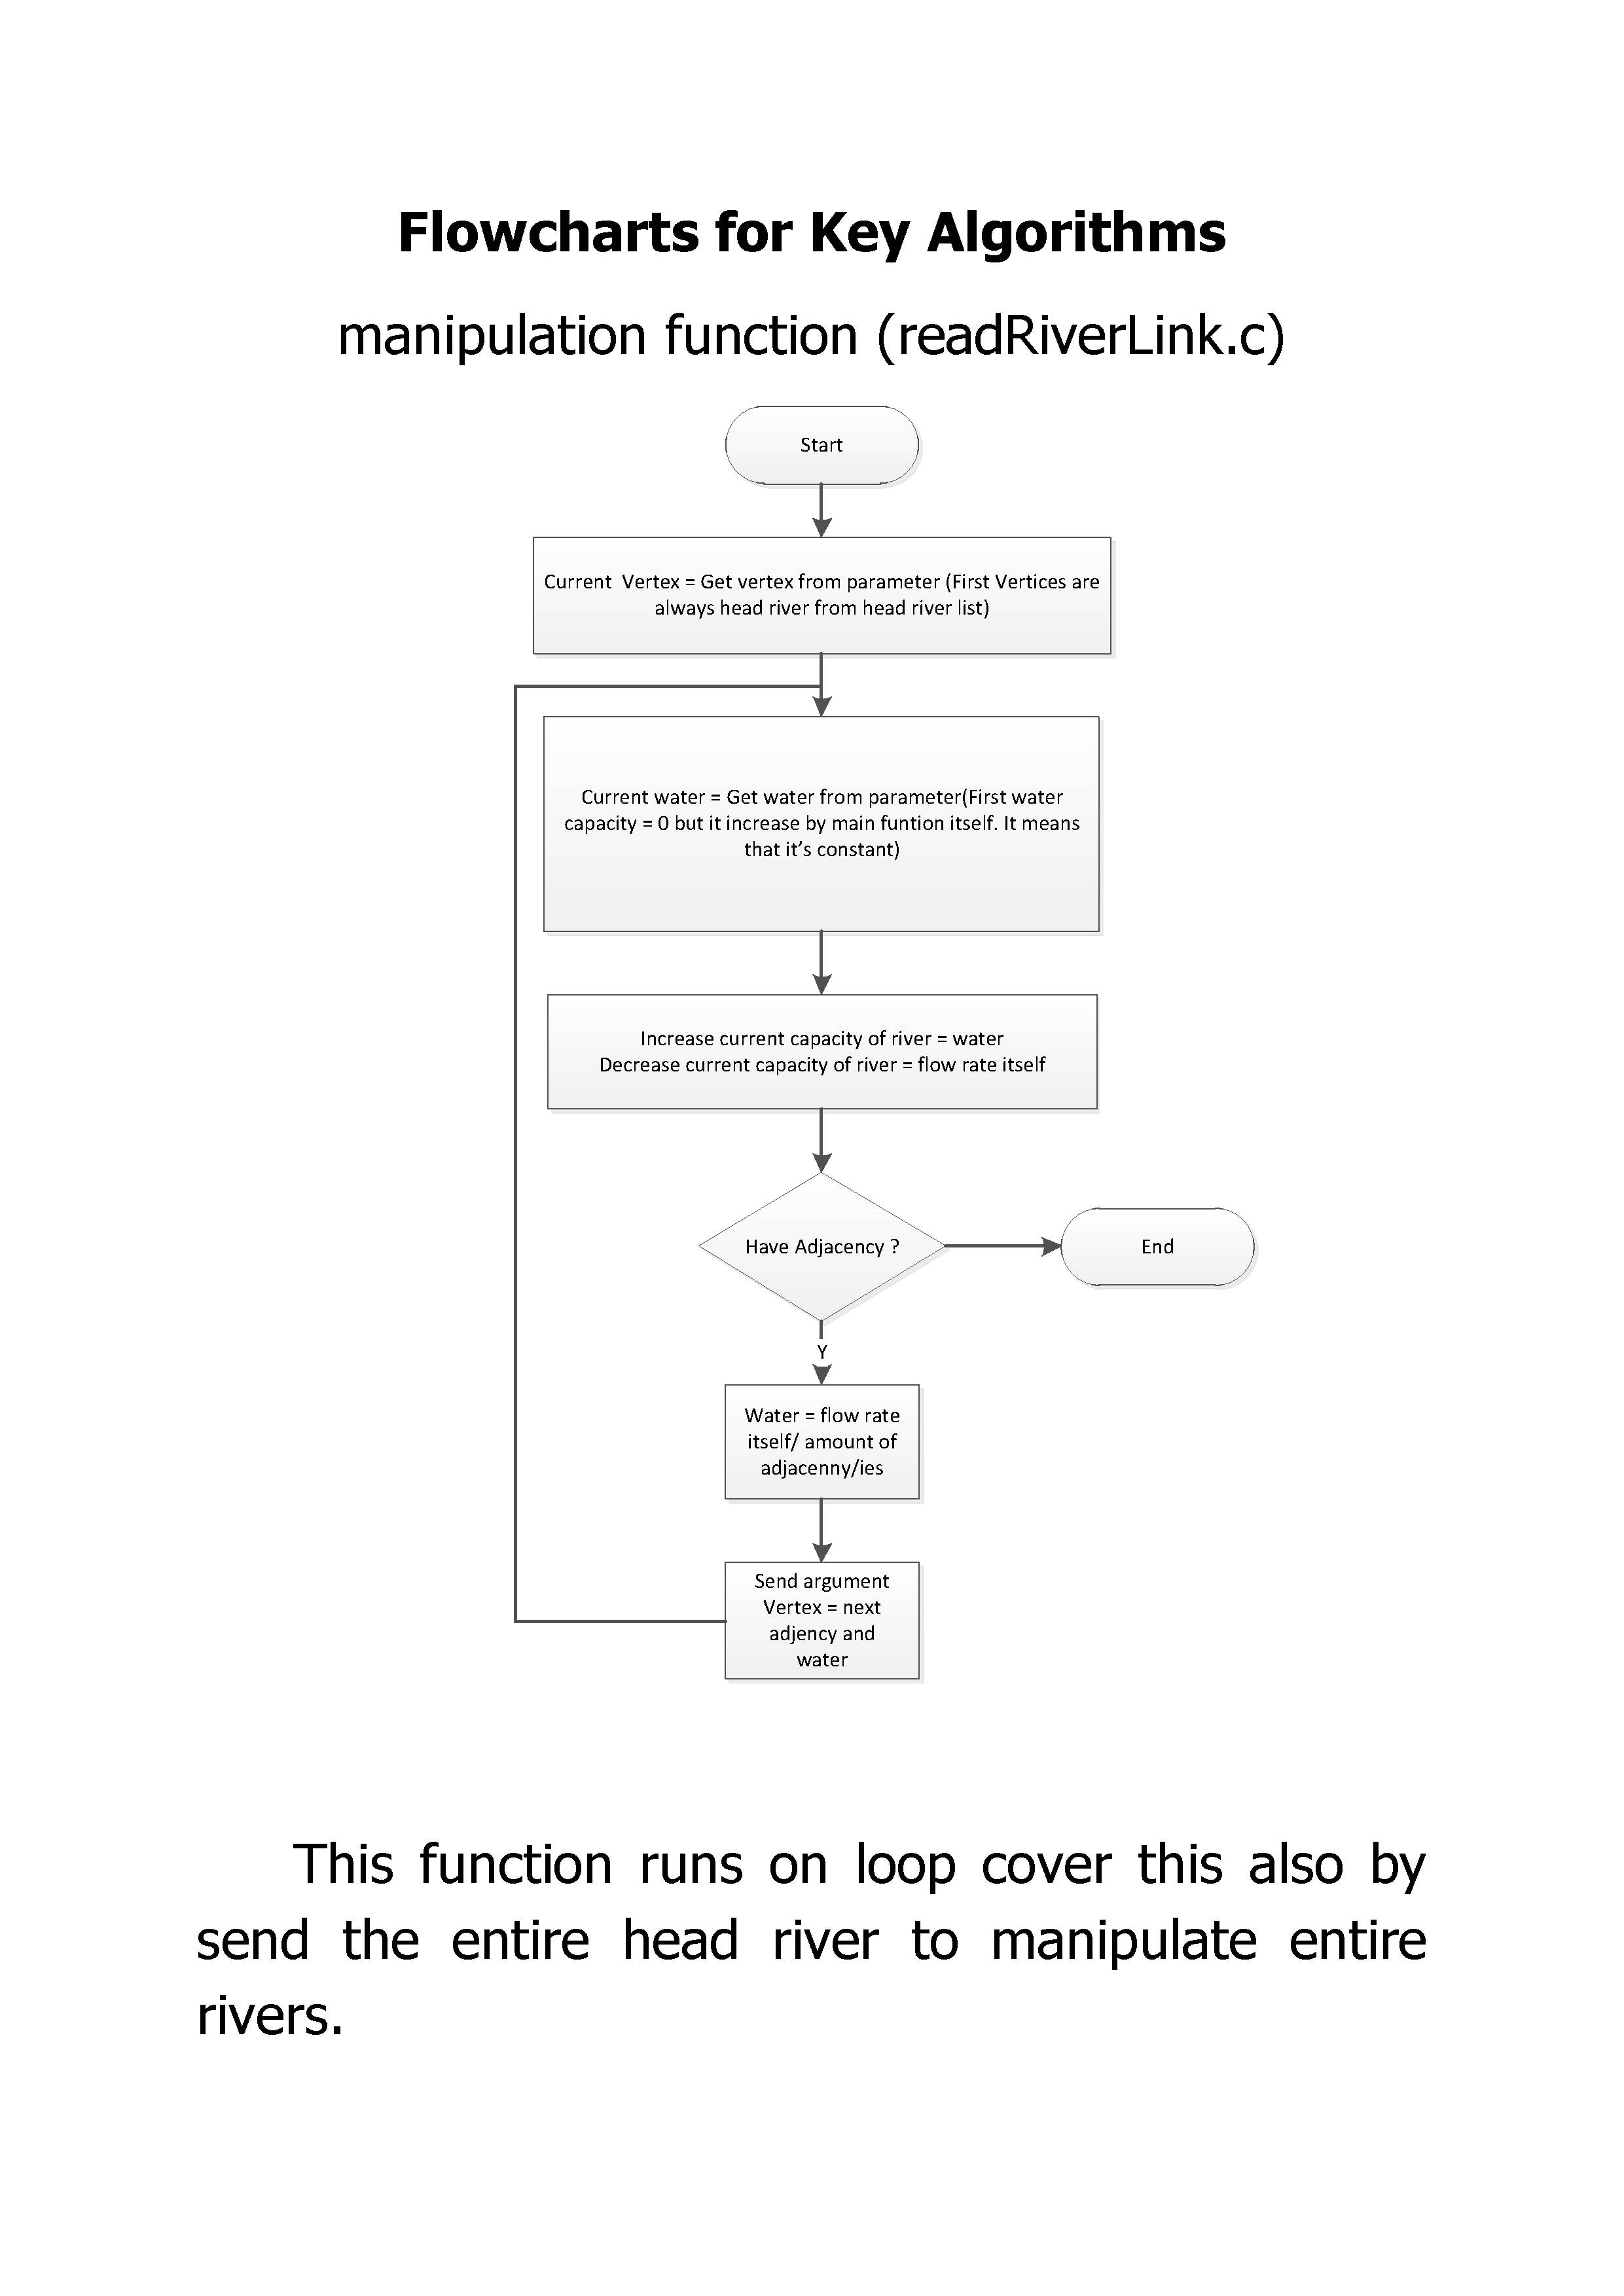 Flowcharts for Key Algorithms
manipulation function (readRiverLink.c)
Start
Current  Vertex = Get vertex from parameter (First Vertices are
always head river from head river list)
Current water = Get water from parameter(First water
capacity = 0 but it increase by main funtion itself. It means
that it’s constant)
Increase current capacity of river = water
Decrease current capacity of river = flow rate itself
Have Adjacency ?
End
Y
Water = flow rate
itself/ amount of
adjacenny/ies
Send argument
Vertex = next
adjency and
water
This function runs on loop cover this also by
send the entire head river to manipulate entire
rivers.